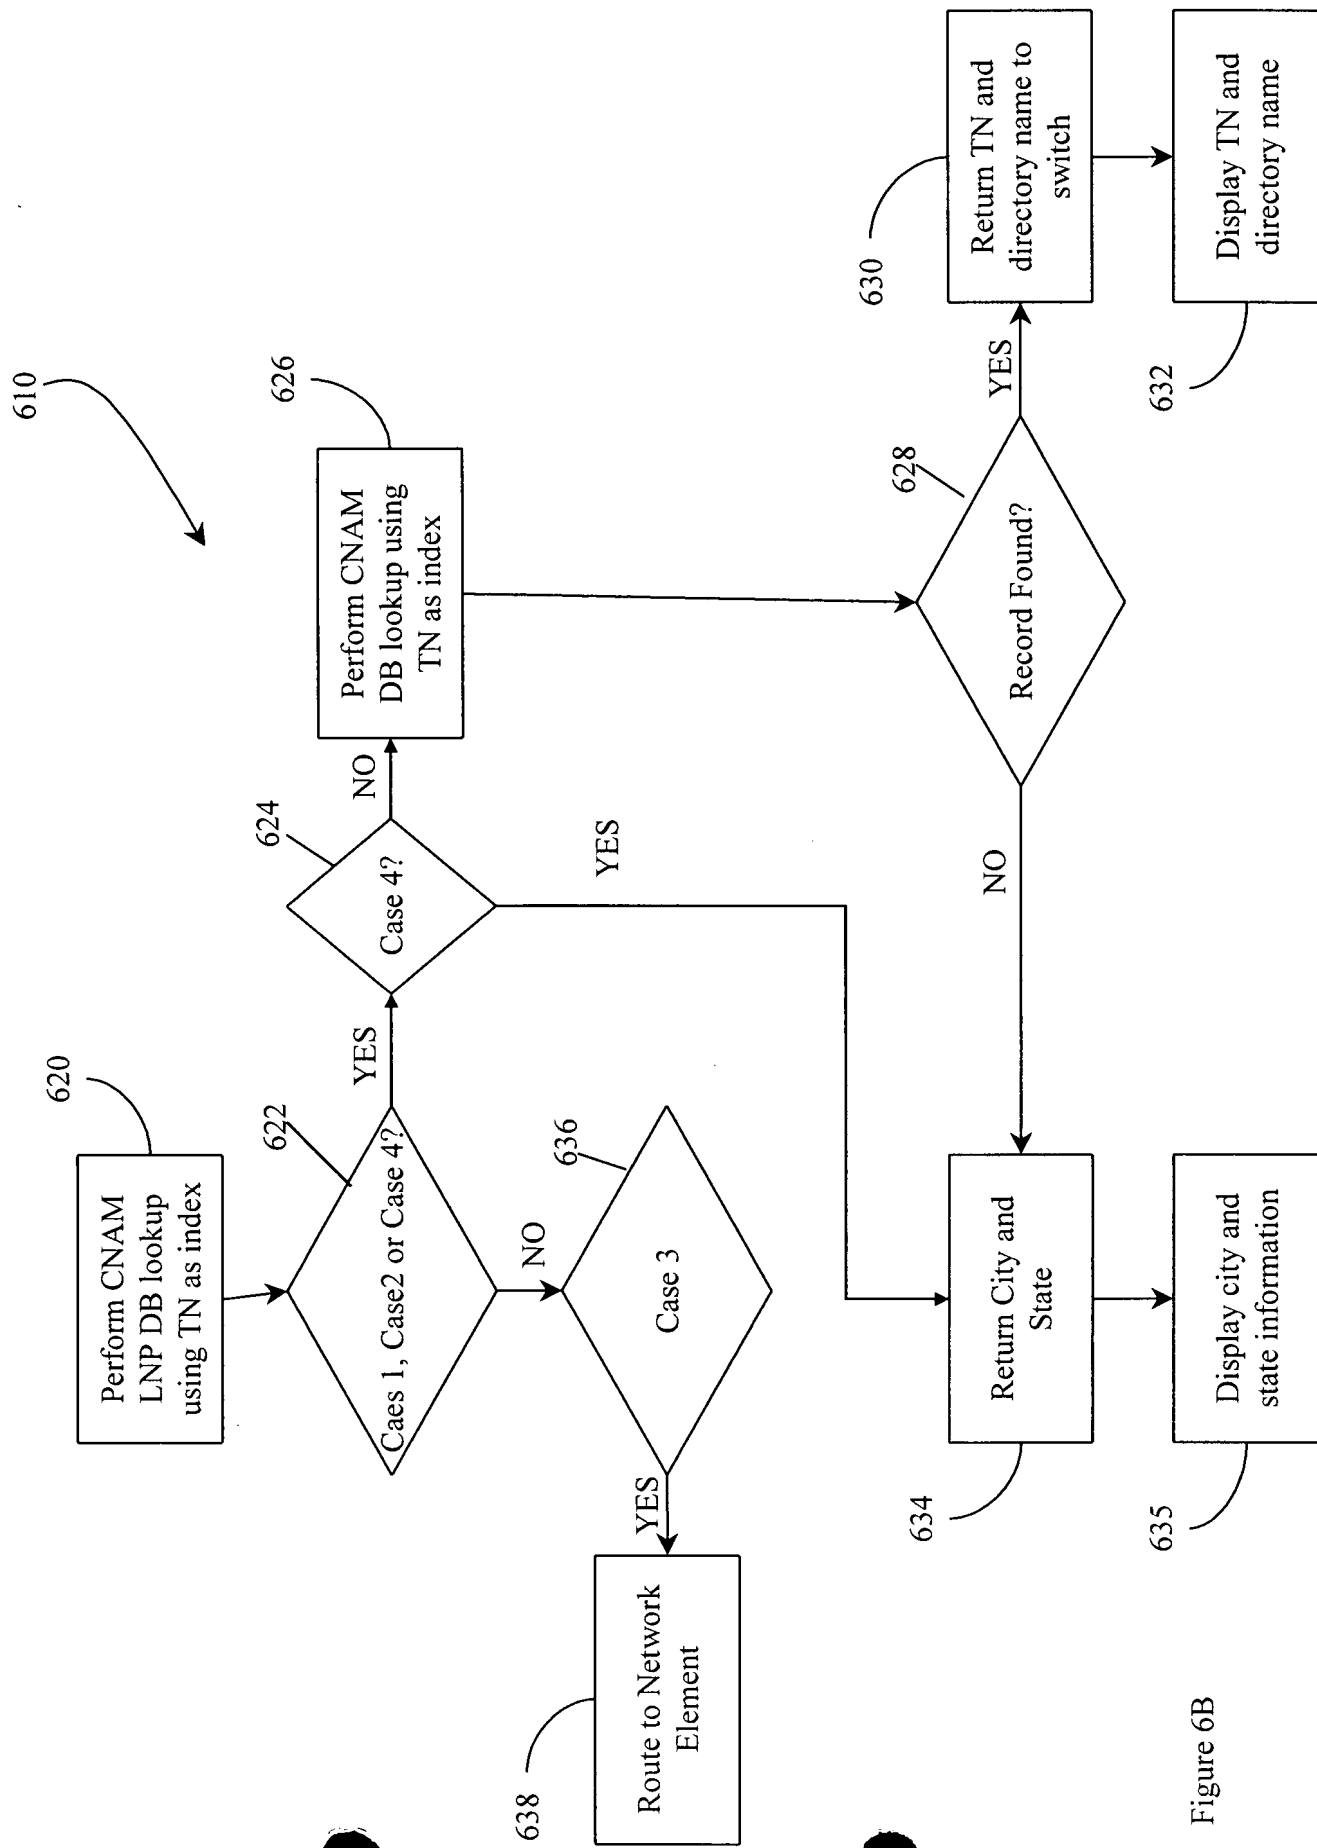 610
620
Perform CNAM
LNP DB lookup
using TN as index
622
Caes 1, Case2 or Case 4?
YES
624
Case 4?
NO
626
Perform CNAM
DB lookup using
TN as index
NO
636
Case 3
YES
638
Route to Network
Element
YES
628
Record Found?
YES
630
Return TN and
directory name to
switch
632
Display TN and
directory name
NO
634
Return City and
State
635
Display city and
state information
Figure 6B